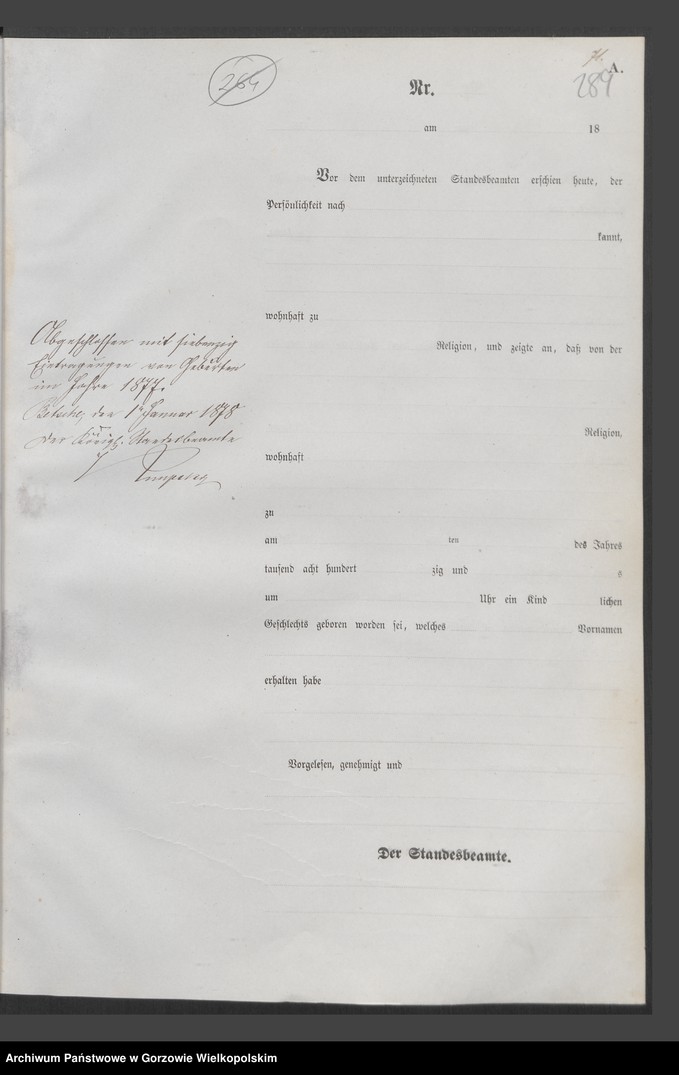 284
71.
A.
Nr.
289
am 18
Vor dem unterzeichneten Standesbeamten erschien heute, der
Persönlichkeit nach
kannt,
wohnhaft zu
Religion, und zeigte an, daß von der
Religion,
wohnhaft
zu
am ten des Jahres
tausend acht hundert zig und s
um Uhr ein Kind lichen
Geschlechts geboren worden sei, welches Vornamen
erhalten habe
Vorgelesen, genehmigt und
Der Standesbeamte.
Abgeschlossen mit siebenzig
Eintragungen von Geburten
im Jahre 1877.
Betsche, den 1 Januar 1878
Der Königl. Standesbeamte
Archiwum Państwowe w Gorzowie Wielkopolskim